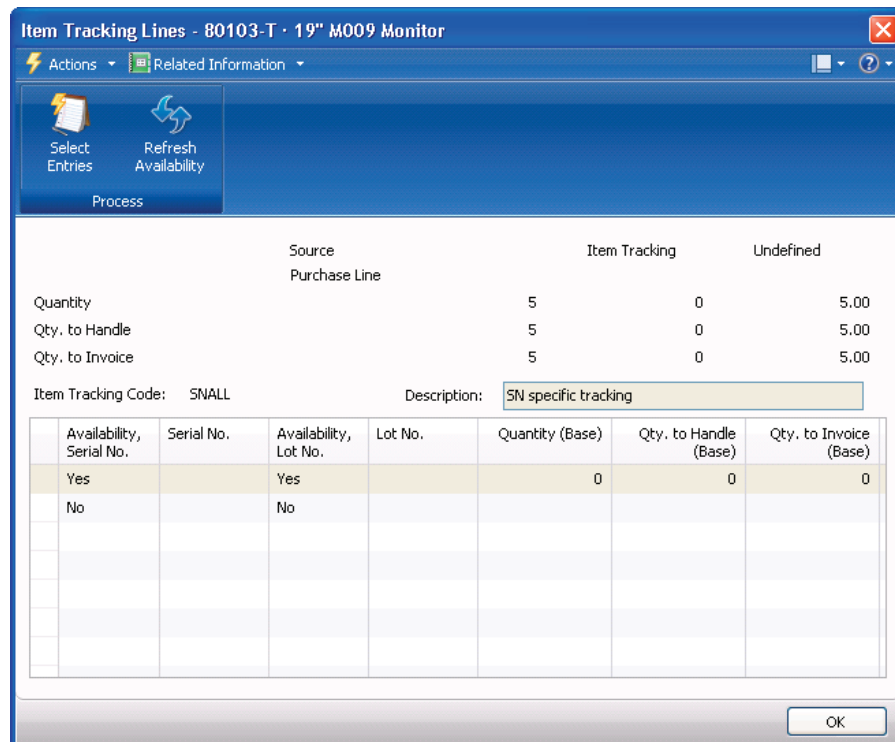 Item Tracking Lines - 80103-T · 19" M009 Monitor
Actions Related Information
Select Entries
Refresh Availability
Process
Source Item Tracking Undefined
Purchase Line
Quantity 5 0 5.00
Qty. to Handle 5 0 5.00
Qty. to Invoice 5 0 5.00
Item Tracking Code: SNALL Description: SN specific tracking
Availability, Serial No. Serial No. Availability, Lot No. Lot No. Quantity (Base) Qty. to Handle (Base) Qty. to Invoice (Base)
Yes Yes 0 0 0
No No
OK